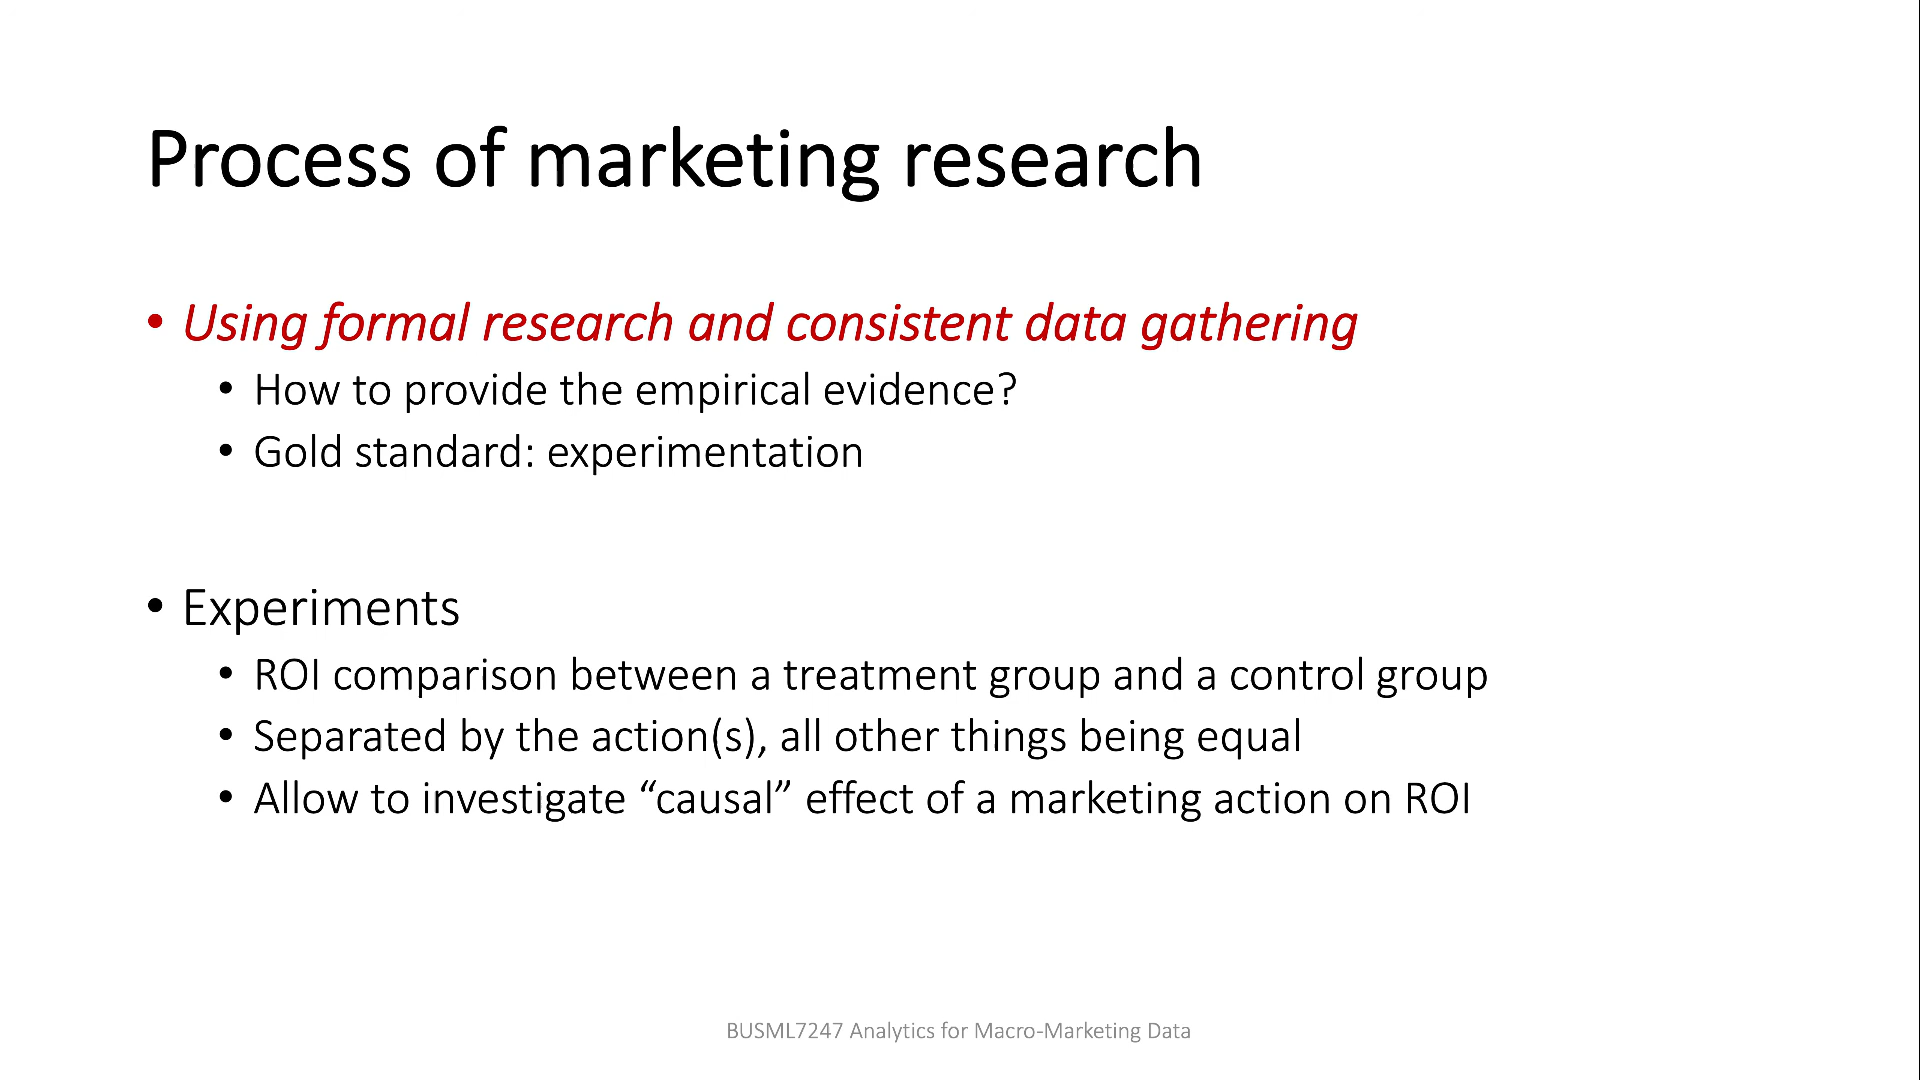 Process of marketing research
• Using formal research and consistent data gathering
• How to provide the empirical evidence?
• Gold standard: experimentation
• Experiments
• ROI comparison between a treatment group and a control group
• Separated by the action(s), all other things being equal
• Allow to investigate “causal” effect of a marketing action on ROI
BUSML7247 Analytics for Macro-Marketing Data